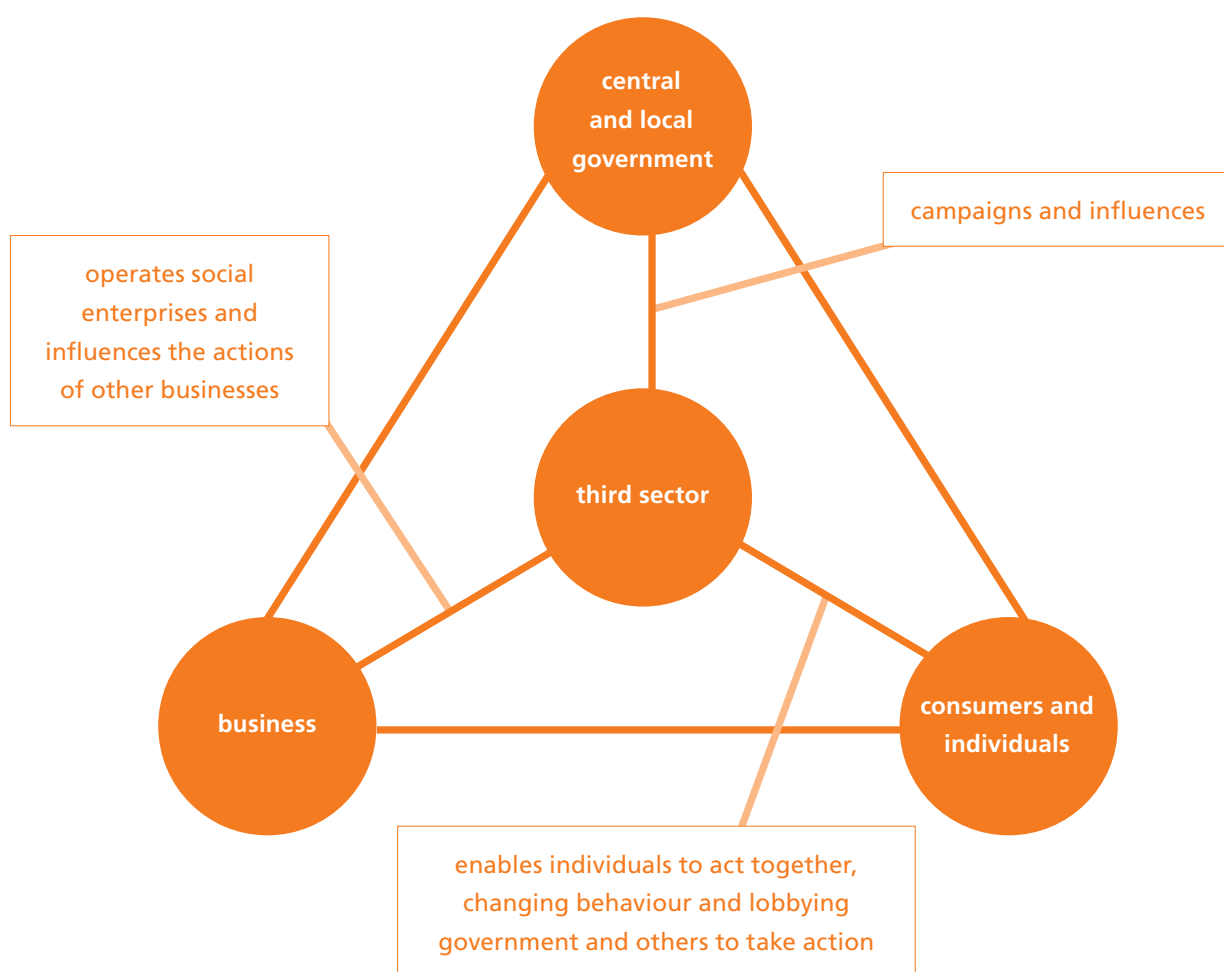 central
and local
government
campaigns and influences
operates social
enterprises and
influences the actions
of other businesses
third sector
business
consumers and
individuals
enables individuals to act together,
changing behaviour and lobbying
government and others to take action